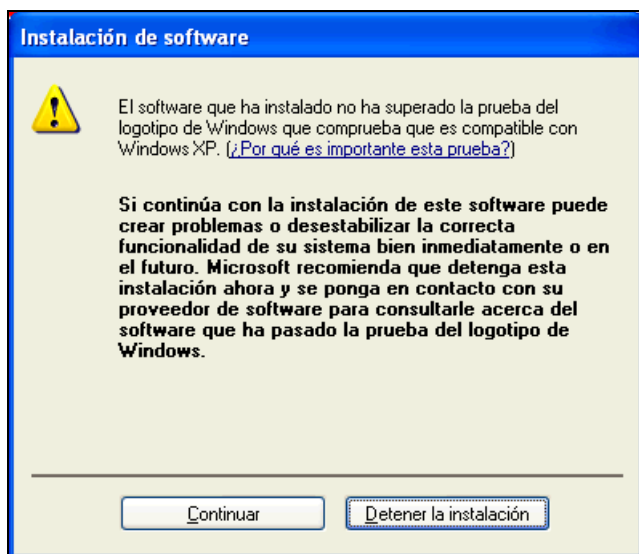 Instalación de software
El software que ha instalado no ha superado la prueba del
logotipo de Windows que comprueba que es compatible con
Windows XP. (¿Por qué es importante esta prueba?)
Si continúa con la instalación de este software puede
crear problemas o desestabilizar la correcta
funcionalidad de su sistema bien inmediatamente o en
el futuro. Microsoft recomienda que detenga esta
instalación ahora y se ponga en contacto con su
proveedor de software para consultarle acerca del
software que ha pasado la prueba del logotipo de
Windows.
Continuar
Detener la instalación